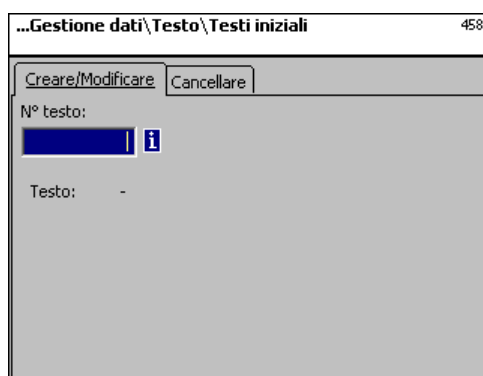 ...Gestione dati\Testo\Testi iniziali 458
Creare/Modificare Cancellare
N° testo:
i
Testo: -